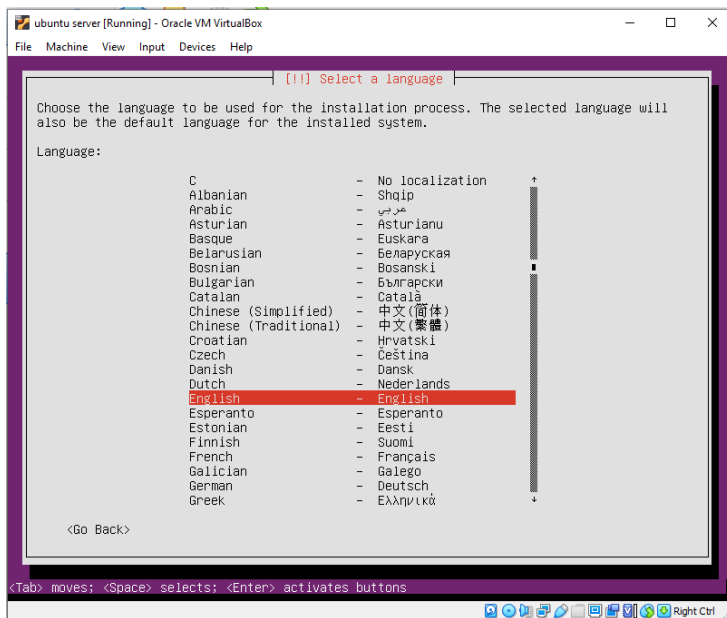 ubuntu server [Running] - Oracle VM VirtualBox
File Machine View Input Devices Help
[!!] Select a language
Choose the language to be used for the installation process. The selected language will
also be the default language for the installed system.
Language:
C - No localization
Albanian - Shqip
Arabic - عربي
Asturian - Asturianu
Basque - Euskara
Belarusian - Беларуская
Bosnian - Bosanski
Bulgarian - Български
Catalan - Català
Chinese (Simplified) - 中文(简体)
Chinese (Traditional) - 中文(繁體)
Croatian - Hrvatski
Czech - Čeština
Danish - Dansk
Dutch - Nederlands
English - English
Esperanto - Esperanto
Estonian - Eesti
Finnish - Suomi
French - Français
Galician - Galego
German - Deutsch
Greek - Ελληνικά
<Go Back>
<Tab> moves; <Space> selects; <Enter> activates buttons
Right Ctrl